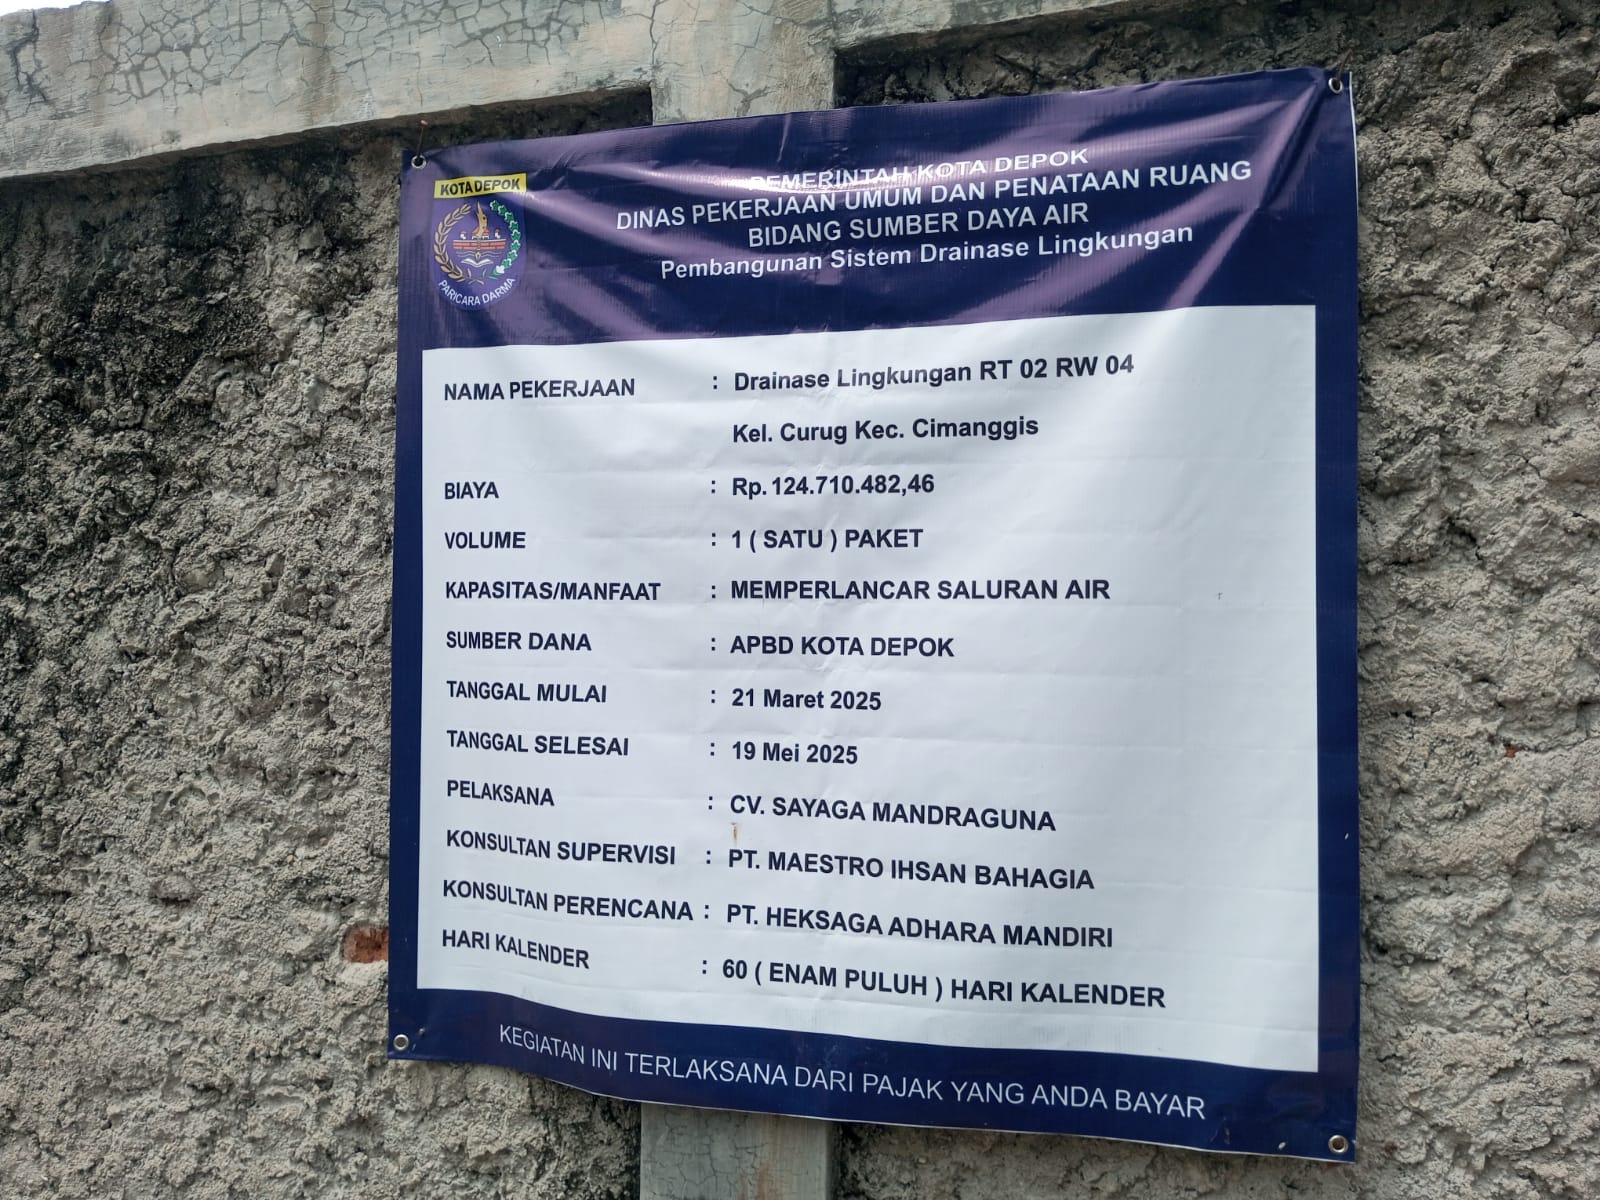 KOTA DEPOK
PARICARA DARMA
PEMERINTAH KOTA DEPOK
DINAS PEKERJAAN UMUM DAN PENATAAN RUANG
BIDANG SUMBER DAYA AIR
Pembangunan Sistem Drainase Lingkungan
NAMA PEKERJAAN : Drainase Lingkungan RT 02 RW 04
Kel. Curug Kec. Cimanggis
BIAYA : Rp. 124.710.482,46
VOLUME : 1 ( SATU ) PAKET
KAPASITAS/MANFAAT : MEMPERLANCAR SALURAN AIR
SUMBER DANA : APBD KOTA DEPOK
TANGGAL MULAI : 21 Maret 2025
TANGGAL SELESAI : 19 Mei 2025
PELAKSANA : CV. SAYAGA MANDRAGUNA
KONSULTAN SUPERVISI : PT. MAESTRO IHSAN BAHAGIA
KONSULTAN PERENCANA : PT. HEKSAGA ADHARA MANDIRI
HARI KALENDER : 60 ( ENAM PULUH ) HARI KALENDER
KEGIATAN INI TERLAKSANA DARI PAJAK YANG ANDA BAYAR